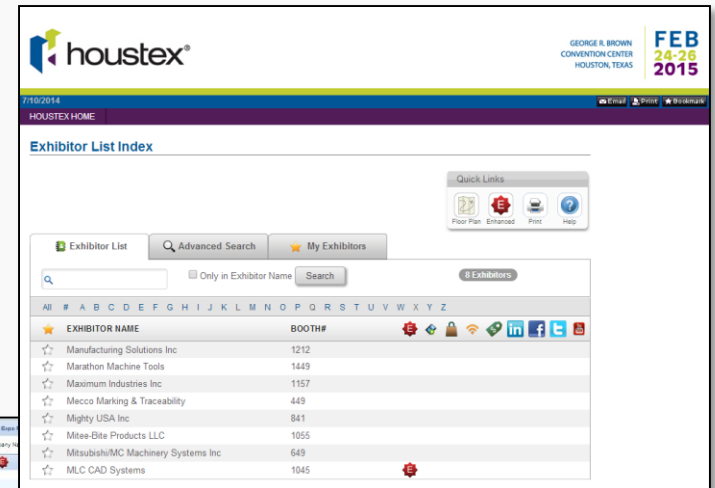 houstex®
GEORGE R. BROWN
CONVENTION CENTER
HOUSTON, TEXAS
FEB
24-26
2015
7/10/2014
Email Print Bookmark
HOUSTEX HOME
Exhibitor List Index
Quick Links
Floor Plan Enhanced Print Help
Exhibitor List Advanced Search My Exhibitors
Only in Exhibitor Name Search 8 Exhibitors
All # A B C D E F G H I J K L M N O P Q R S T U V W X Y Z
EXHIBITOR NAME BOOTH#
Manufacturing Solutions Inc 1212
Marathon Machine Tools 1449
Maximum Industries Inc 1157
Mecco Marking & Traceability 449
Mighty USA Inc 841
Mitee-Bite Products LLC 1055
Mitsubishi/MC Machinery Systems Inc 649
MLC CAD Systems 1045